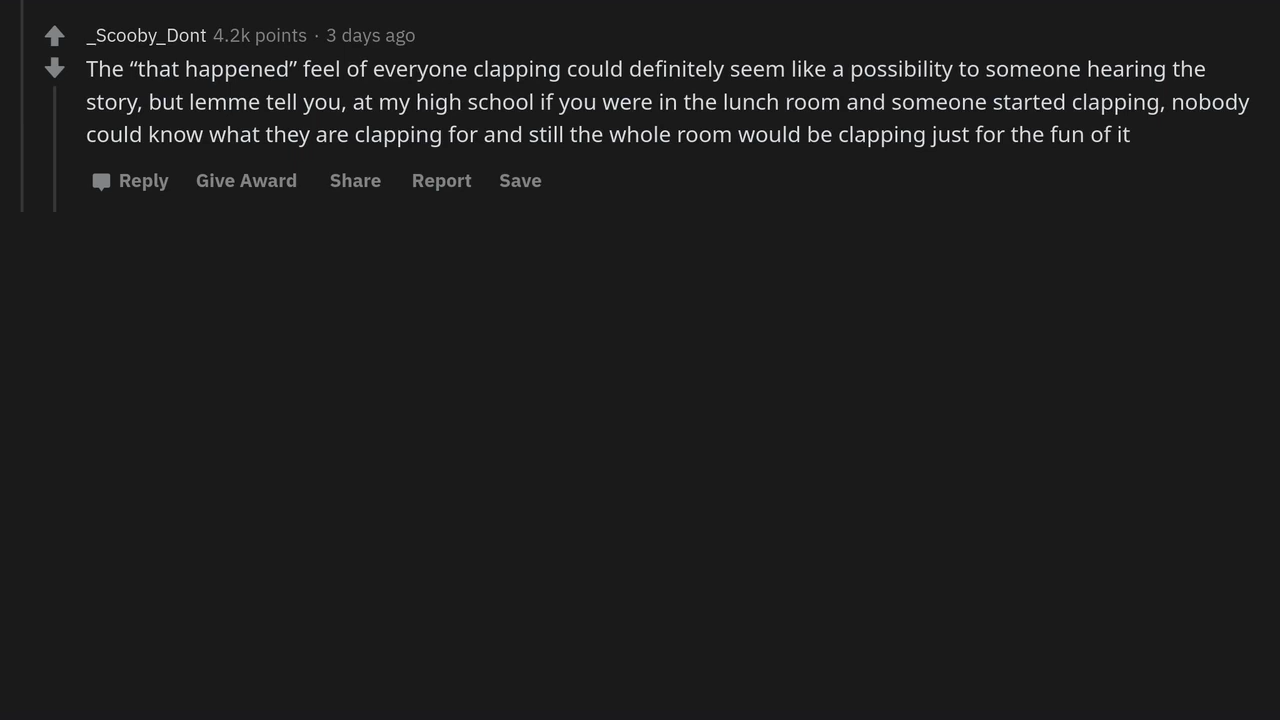 _Scooby_Dont 4.2k points · 3 days ago
The “that happened” feel of everyone clapping could definitely seem like a possibility to someone hearing the
story, but lemme tell you, at my high school if you were in the lunch room and someone started clapping, nobody
could know what they are clapping for and still the whole room would be clapping just for the fun of it
Reply Give Award Share Report Save